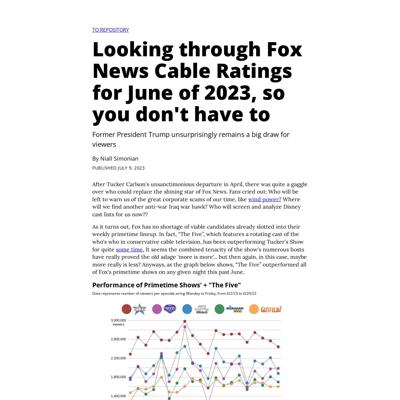 TO REPOSITORY
Looking through Fox
News Cable Ratings
for June of 2023, so
you don't have to
Former President Trump unsurprisingly remains a big draw for
viewers
By Niall Simonian
PUBLISHED JULY 9, 2023
After Tucker Carlson's unsanctimonious departure in April, there was quite a gaggle
over who could replace the shining star of Fox News. Fans cried out: Who will be
left to warn us of the great corporate scams of our time, like wind power? Where
will we find another anti-war Iraq war hawk? Who will screen and analyze Disney
cast lists for us now??
As it turns out, Fox has no shortage of viable candidates already slotted into their
weekly primetime lineup. In fact, "The Five", which features a rotating cast of the
who's who in conservative cable television, has been outperforming Tucker's Show
for quite some time. It seems the combined tenacity of the show's numerous hosts
have really proved the old adage 'more is more'... but then again, in this case, maybe
more really is less? Anyways, as the graph below shows, "The Five" outperformed all
of Fox's primetime shows on any given night this past June.
Performance of Primetime Shows' + "The Five"
Date represents number of viewers per episode airing Monday to Friday, from 6/2/23 to 6/29/23
3,000,000
viewers
2,600,000
2,200,000
1,800,000
1,400,000